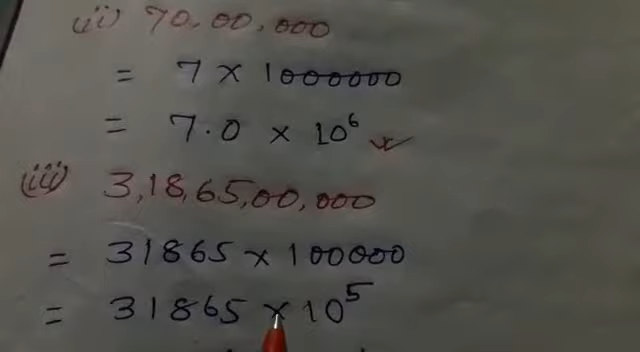 (ii) 70,00,000
= 7 × 1000000
= 7.0 × 10⁶
(iii) 3,18,65,00,000
= 31865 × 100000
= 31865 × 10⁵